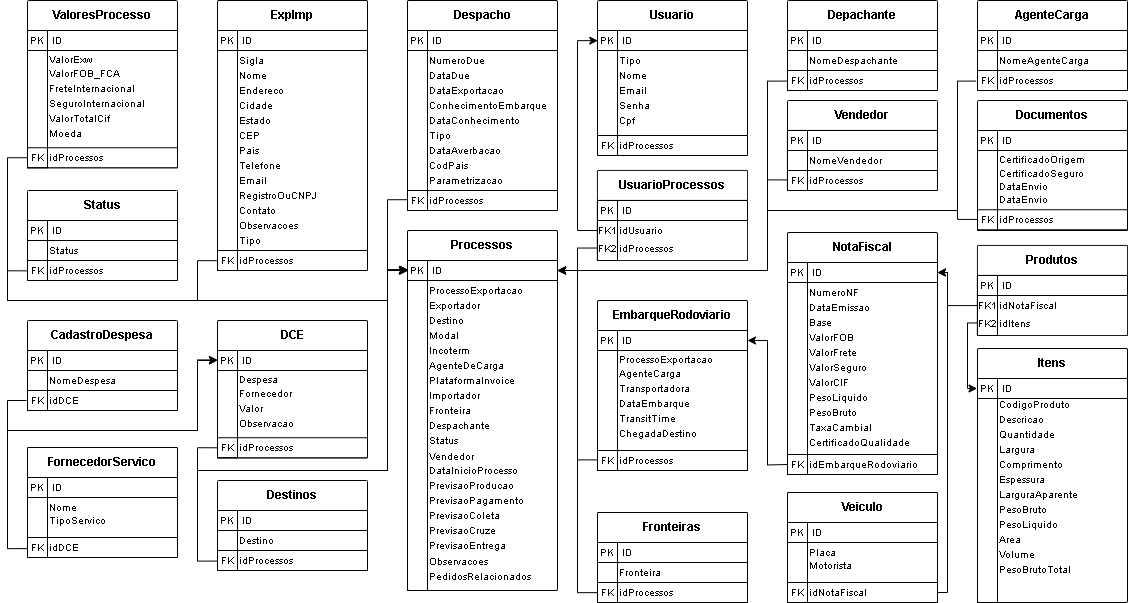 ValoresProcesso
PK ID
ValorExw
ValorFOB_FCA
FreteInternacional
SeguroInternacional
ValorTotalCif
Moeda
FK idProcessos
ExpImp
PK ID
Sigla
Nome
Endereco
Cidade
Estado
CEP
Pais
Telefone
Email
RegistroOuCNPJ
Contato
Observacoes
Tipo
FK idProcessos
Despacho
PK ID
NumeroDue
DataDue
DataExportacao
ConhecimentoEmbarque
DataConhecimento
Tipo
DataAverbacao
CodPais
Parametrizacao
FK idProcessos
Usuario
PK ID
Tipo
Nome
Email
Senha
Cpf
FK idProcessos
Depachante
PK ID
NomeDespachante
FK idProcessos
AgenteCarga
PK ID
NomeAgenteCarga
FK idProcessos
Vendedor
PK ID
NomeVendedor
FK idProcessos
Documentos
PK ID
CertificadoOrigem
CertificadoSeguro
DataEnvio
DataEnvio
FK idProcessos
Status
PK ID
Status
FK idProcessos
UsuarioProcessos
PK ID
FK1 idUsuario
FK2 idProcessos
Processos
PK ID
ProcessoExportacao
Exportador
Destino
Modal
Incoterm
AgenteDeCarga
PlataformaInvoice
Importador
Fronteira
Despachante
Status
Vendedor
DataInicioProcesso
PrevisaoProducao
PrevisaoPagamento
PrevisaoColeta
PrevisaoCruze
PrevisaoEntrega
Observacoes
PedidosRelacionados
NotaFiscal
PK ID
NumeroNF
DataEmissao
Base
ValorFOB
ValorFrete
ValorSeguro
ValorCIF
PesoLiquido
PesoBruto
TaxaCambial
CertificadoQualidade
FK idEmbarqueRodoviario
Produtos
PK ID
FK1 idNotaFiscal
FK2 idItens
EmbarqueRodoviario
PK ID
ProcessoExportacao
AgenteCarga
Transportadora
DataEmbarque
TransitTime
ChegadaDestino
FK idProcessos
CadastroDespesa
PK ID
NomeDespesa
FK idDCE
DCE
PK ID
Despesa
Fornecedor
Valor
Observacao
FK idProcessos
Itens
PK ID
CodigoProduto
Descricao
Quantidade
Largura
Comprimento
Espessura
LarguraAparente
PesoBruto
PesoLiquido
Area
Volume
PesoBrutoTotal
FornecedorServico
PK ID
Nome
TipoServico
FK idDCE
Destinos
PK ID
Destino
FK idProcessos
Fronteiras
PK ID
Fronteira
FK idProcessos
Veiculo
PK ID
Placa
Motorista
FK idNotaFiscal